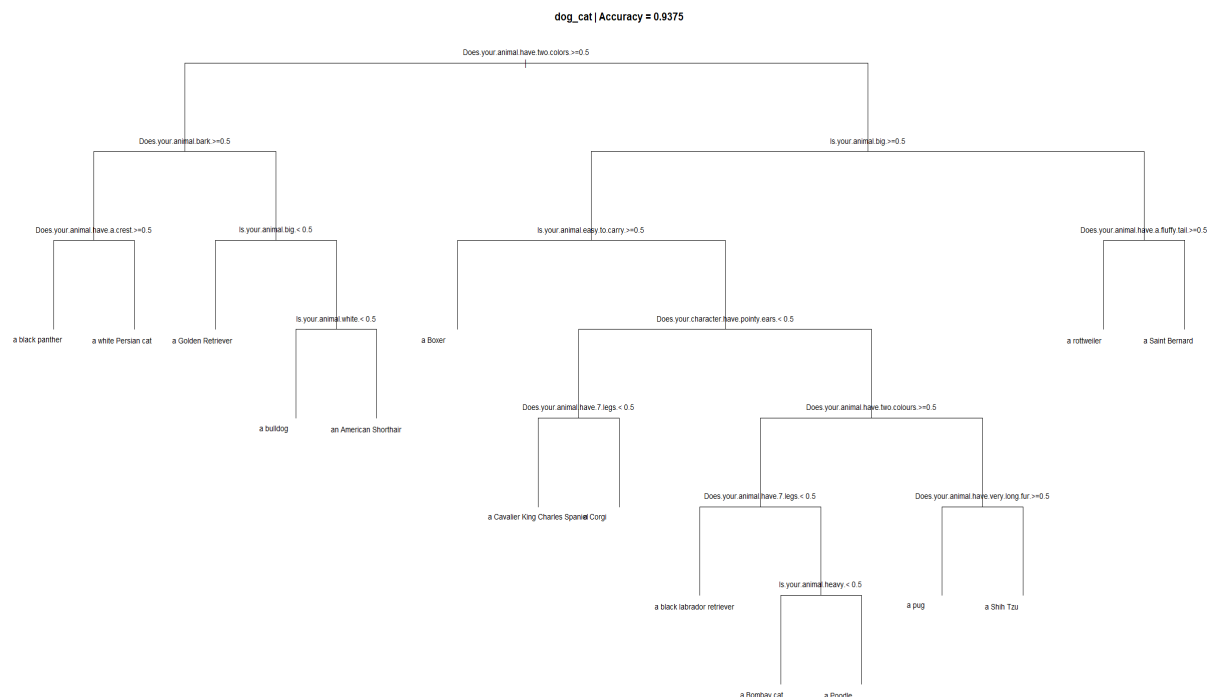 dog_cat | Accuracy = 0.9375
Does.your.animal.have.two.colors.>=0.5
Does.your.animal.bark.>=0.5
Is.your.animal.big.>=0.5
Does.your.animal.have.a.crest.>=0.5
Is.your.animal.big.< 0.5
Is.your.animal.easy.to.carry.>=0.5
Does.your.animal.have.a.fluffy.tail.>=0.5
a black panther
a white Persian cat
a Golden Retriever
Is.your.animal.white.< 0.5
a Boxer
Does.your.character.have.pointy.ears.< 0.5
a rottweiler
a Saint Bernard
a bulldog
an American Shorthair
Does.your.animal.have.7.legs.< 0.5
Does.your.animal.have.two.colours.>=0.5
a Cavalier King Charles Spaniel
a Corgi
Does.your.animal.have.7.legs.< 0.5
Does.your.animal.have.very.long.fur.>=0.5
a black labrador retriever
Is.your.animal.heavy.< 0.5
a pug
a Shih Tzu
a Bombay cat
a Poodle